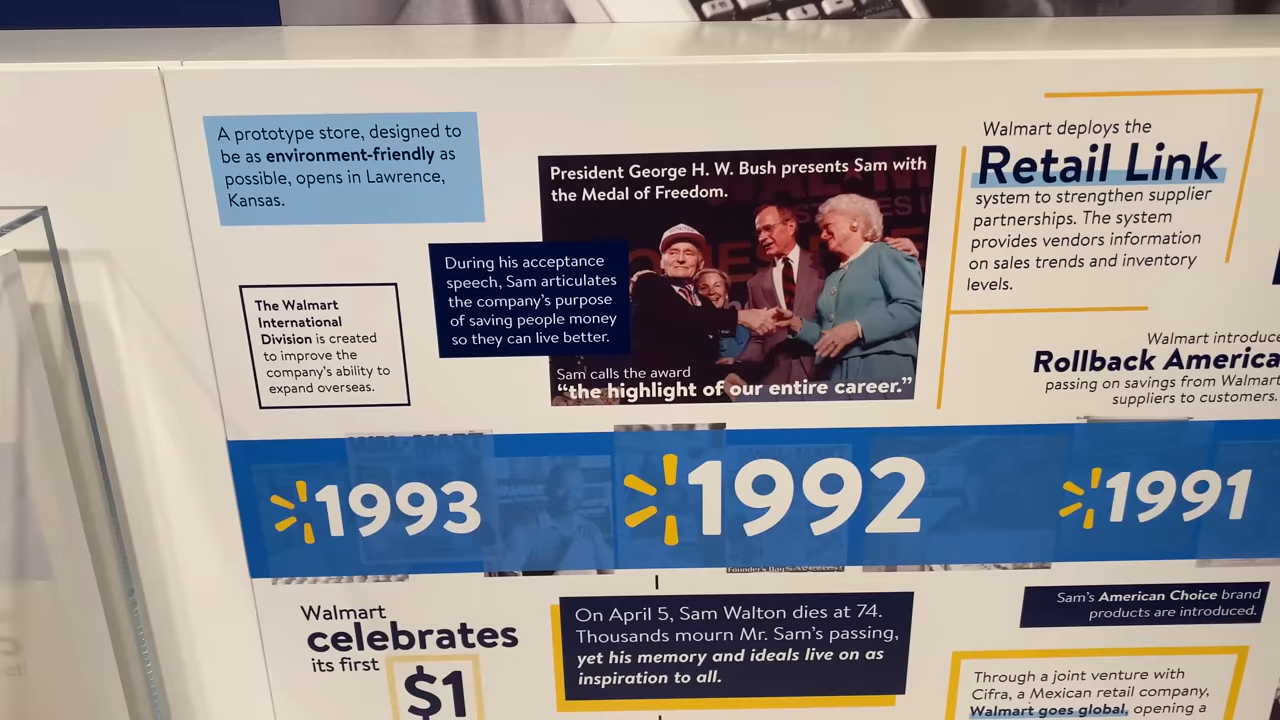 A prototype store, designed to
be as environment-friendly as
possible, opens in Lawrence,
Kansas.
The Walmart
International
Division is created
to improve the
company's ability to
expand overseas.
President George H. W. Bush presents Sam with
the Medal of Freedom.
During his acceptance
speech, Sam articulates
the company's purpose
of saving people money
so they can live better.
Sam calls the award
"the highlight of our entire career."
Walmart deploys the
Retail Link
system to strengthen supplier
partnerships. The system
provides vendors information
on sales trends and inventory
levels.
Walmart introduce
Rollback America
passing on savings from Walmart
suppliers to customers.
1993
1992
1991
Walmart
celebrates
its first
$1
On April 5, Sam Walton dies at 74.
Thousands mourn Mr. Sam's passing,
yet his memory and ideals live on as
inspiration to all.
Sam's American Choice brand
products are introduced.
Through a joint venture with
Cifra, a Mexican retail company,
Walmart goes global, opening a